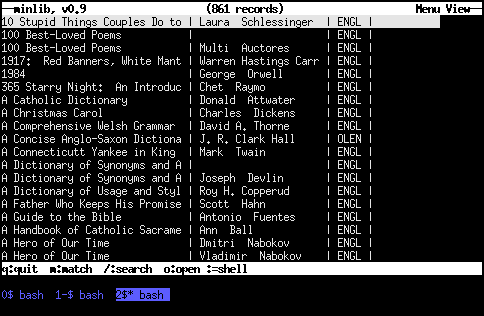 minlib, v0.9 (861 records) Menu View
10 Stupid Things Couples Do to | Laura Schlessinger | ENGL |
100 Best-Loved Poems | | ENGL |
100 Best-Loved Poems | Multi Auctores | ENGL |
1917: Red Banners, White Mant | Warren Hastings Carr | ENGL |
1984 | George Orwell | ENGL |
365 Starry Night: An Introduc | Chet Raymo | ENGL |
A Catholic Dictionary | Donald Attwater | ENGL |
A Christmas Carol | Charles Dickens | ENGL |
A Comprehensive Welsh Grammar | David A. Thorne | ENGL |
A Concise Anglo-Saxon Dictiona | J. R. Clark Hall | OLEN |
A Connecticutt Yankee in King | Mark Twain | ENGL |
A Dictionary of Synonyms and A | | ENGL |
A Dictionary of Synonyms and A | Joseph Devlin | ENGL |
A Dictionary of Usage and Styl | Roy H. Copperud | ENGL |
A Father Who Keeps His Promise | Scott Hahn | ENGL |
A Guide to the Bible | Antonio Fuentes | ENGL |
A Handbook of Catholic Sacrame | Ann Ball | ENGL |
A Hero of Our Time | Dmitri Nabokov | ENGL |
A Hero of Our Time | Vladimir Nabokov | ENGL |
q:quit m:match /:search o:open :=shell
0$ bash 1-$ bash 2$* bash